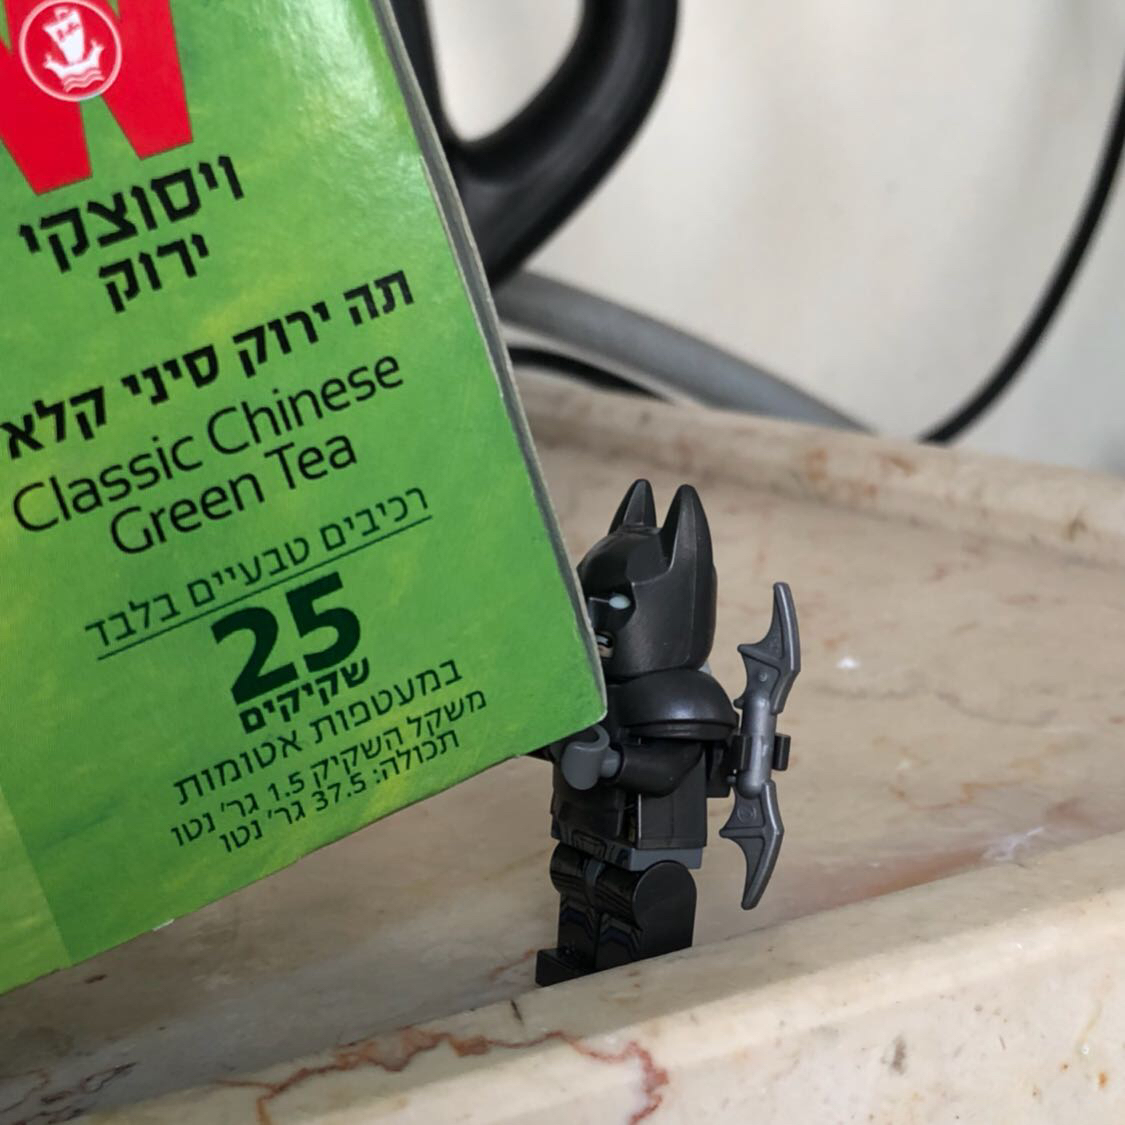 ויסוצקי
ירוק
תה ירוק סיני קלא
Classic Chinese
Green Tea
רכיבים טבעיים בלבד
25
שקיקים
במעטפות אטומות
משקל השקיק 1.5 גר' נטו
תכולה: 37.5 גר' נטו